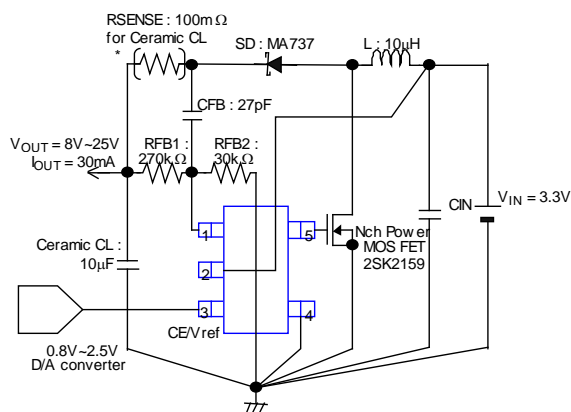 RSENSE : 100mΩ
for Ceramic CL
*
SD : MA737
L : 10μH
CFB : 27pF
VOUT = 8V~25V
IOUT = 30mA
RFB1 :
270kΩ
RFB2 :
30kΩ
1
2
3
4
5
CE/Vref
Nch Power
MOS FET
2SK2159
CIN
VIN = 3.3V
Ceramic CL :
10μF
0.8V~2.5V
D/A converter